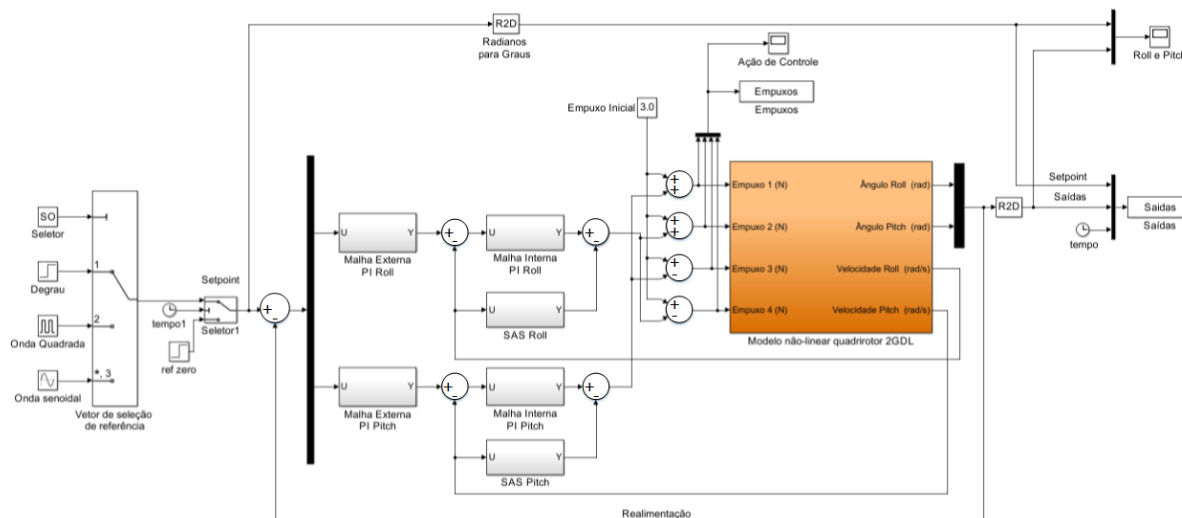 R2D
Radianos
para Graus
Ação de Controle
Roll e Pitch
Empuxos
Empuxos
Empuxo Inicial
3.0
SO
Seletor
1
Degrau
2
Onda Quadrada
*, 3
Onda senoidal
Vetor de seleção
de referência
Setpoint
tempo1
Seletor1
ref zero
U Y
Malha Externa
PI Roll
U Y
Malha Interna
PI Roll
U Y
SAS Roll
U Y
Malha Externa
PI Pitch
U Y
Malha Interna
PI Pitch
U Y
SAS Pitch
Empuxo 1 (N)
Ângulo Roll (rad)
Empuxo 2 (N)
Ângulo Pitch (rad)
Empuxo 3 (N)
Velocidade Roll (rad/s)
Empuxo 4 (N)
Velocidade Pitch (rad/s)
Modelo não-linear quadrirotor 2GDL
R2D
Setpoint
Saídas
tempo
Saidas
Saídas
Realimentação